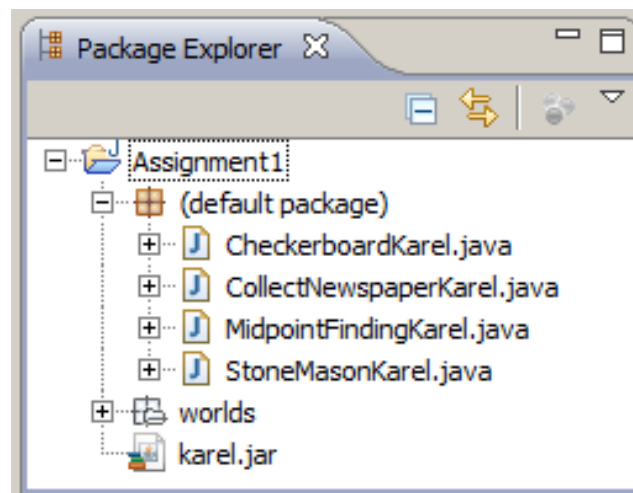 Package Explorer
Assignment1
(default package)
CheckerboardKarel.java
CollectNewspaperKarel.java
MidpointFindingKarel.java
StoneMasonKarel.java
worlds
karel.jar